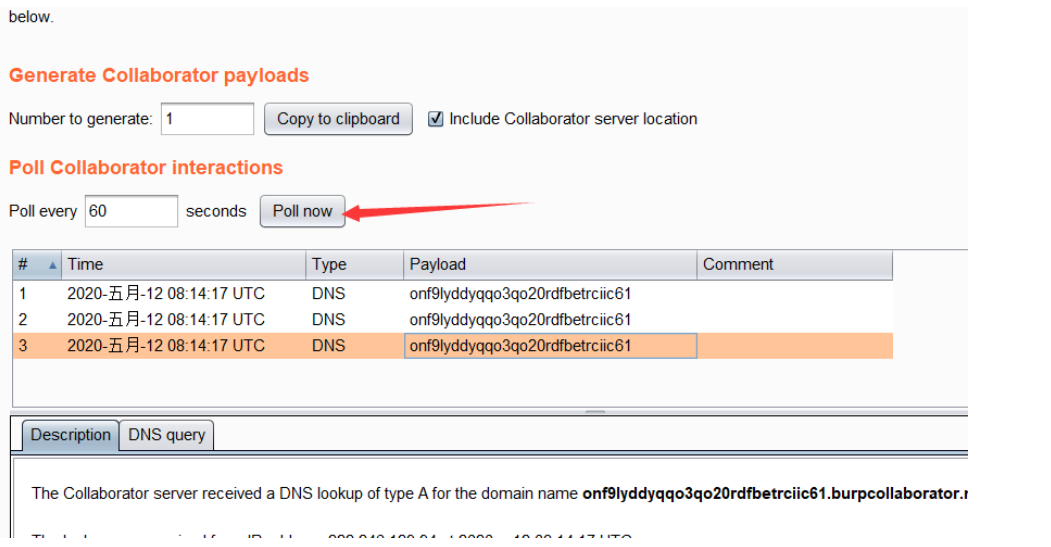 below.
Generate Collaborator payloads
Number to generate: 1 Copy to clipboard Include Collaborator server location
Poll Collaborator interactions
Poll every 60 seconds Poll now
# Time Type Payload Comment
1 2020-五月-12 08:14:17 UTC DNS onf9lyddyqqo3qo20rdfbetrciic61
2 2020-五月-12 08:14:17 UTC DNS onf9lyddyqqo3qo20rdfbetrciic61
3 2020-五月-12 08:14:17 UTC DNS onf9lyddyqqo3qo20rdfbetrciic61
Description DNS query
The Collaborator server received a DNS lookup of type A for the domain name onf9lyddyqqo3qo20rdfbetrciic61.burpcollaborator.